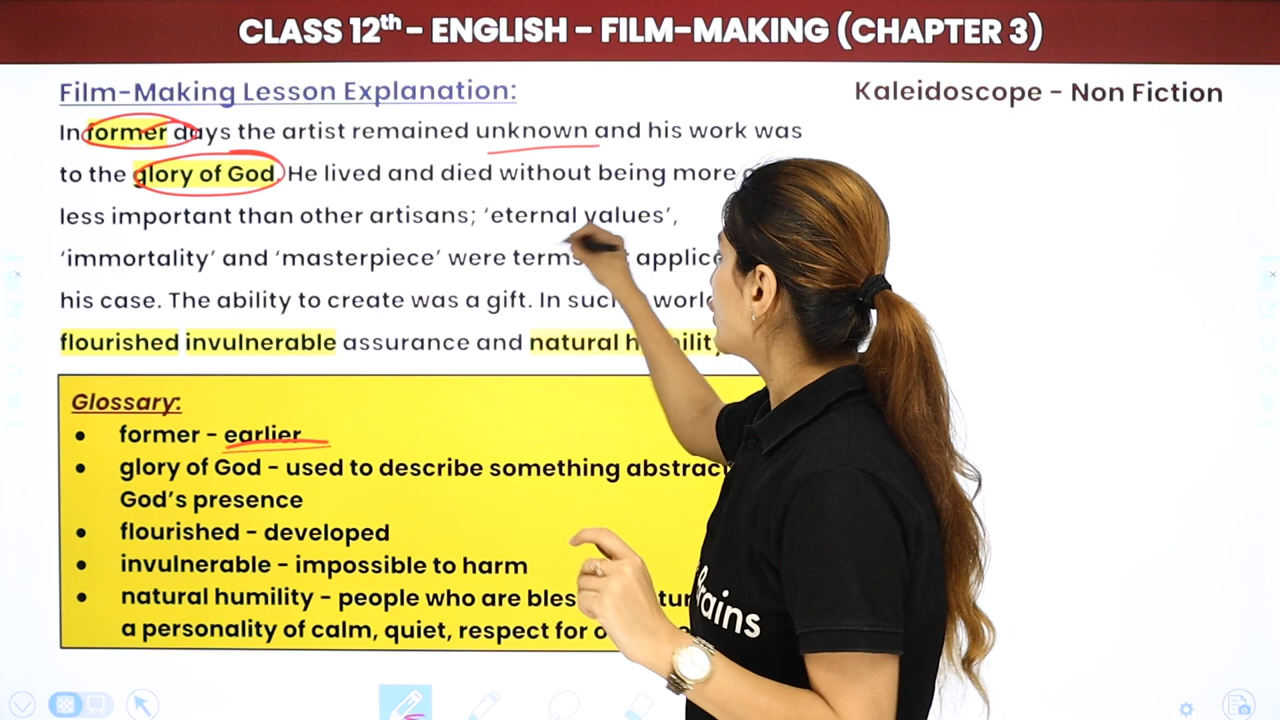 CLASS 12th - ENGLISH - FILM-MAKING (CHAPTER 3)
Film-Making Lesson Explanation:
Kaleidoscope - Non Fiction
In former days the artist remained unknown and his work was
to the glory of God. He lived and died without being more
less important than other artisans; 'eternal values',
'immortality' and 'masterpiece' were terms
his case. The ability to create was a gift. In such
flourished invulnerable assurance and natural humility
Glossary:
• former - earlier
• glory of God - used to describe something abstract
God's presence
• flourished - developed
• invulnerable - impossible to harm
• natural humility - people who are
a personality of calm, quiet, respect for
Brains